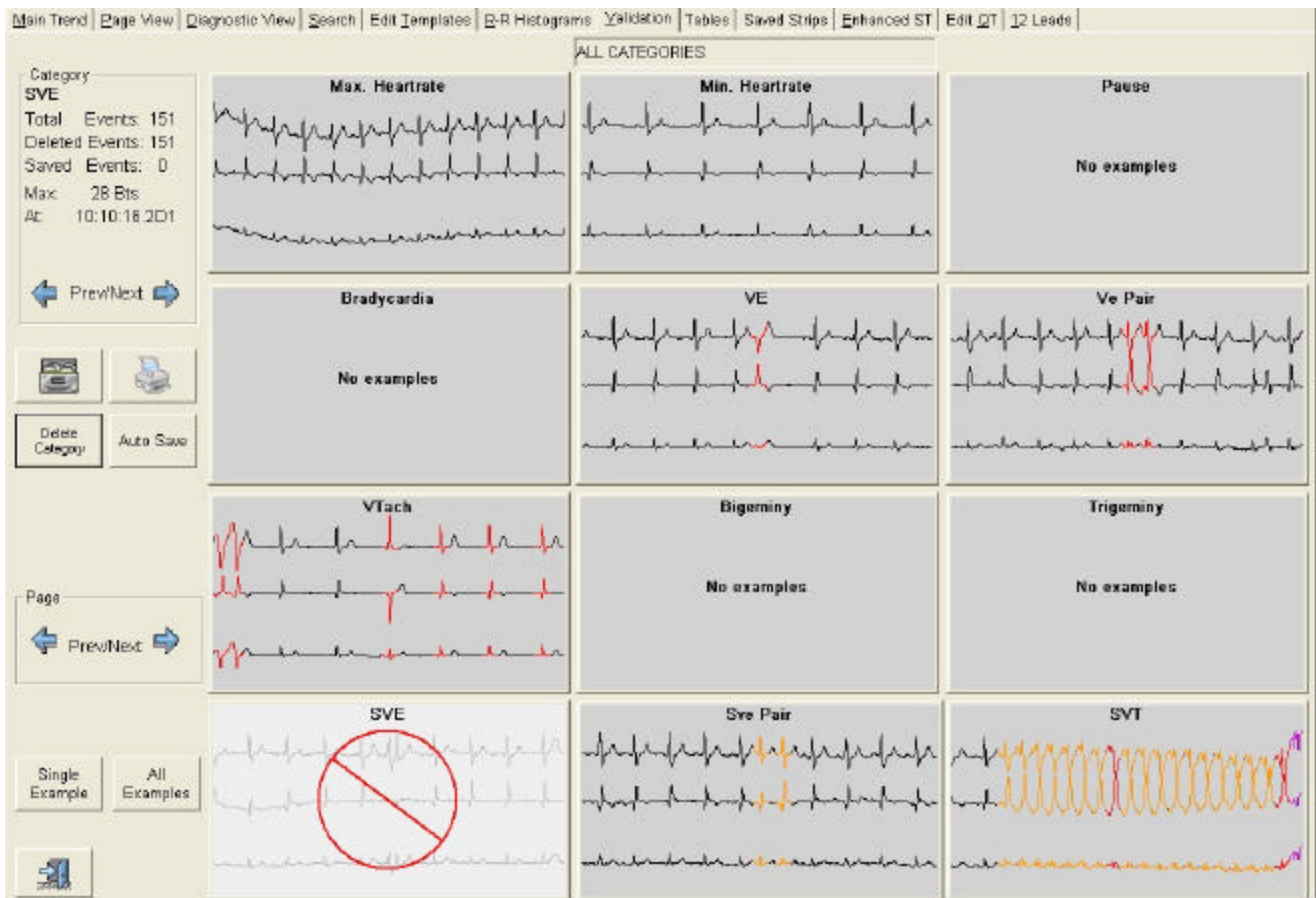 Main Trend Page View Diagnostic View Search Edit Templates R-R Histograms Validation Tables Saved Strips Enhanced ST Edit QT 12 Leads
ALL CATEGORIES
Category
SVE
Total Events: 151
Deleted Events: 151
Saved Events: 0
Max: 28 Bts
At: 10:10:16.2D1
Prev/Next
Delete
Category
Auto Save
Page
Prev/Next
Single
Example
All
Examples
Max. Heartrate
Min. Heartrate
Pause
No examples
Bradycardia
No examples
VE
Ve Pair
VTach
Bigeminy
No examples
Trigeminy
No examples
SVE
Sve Pair
SVT